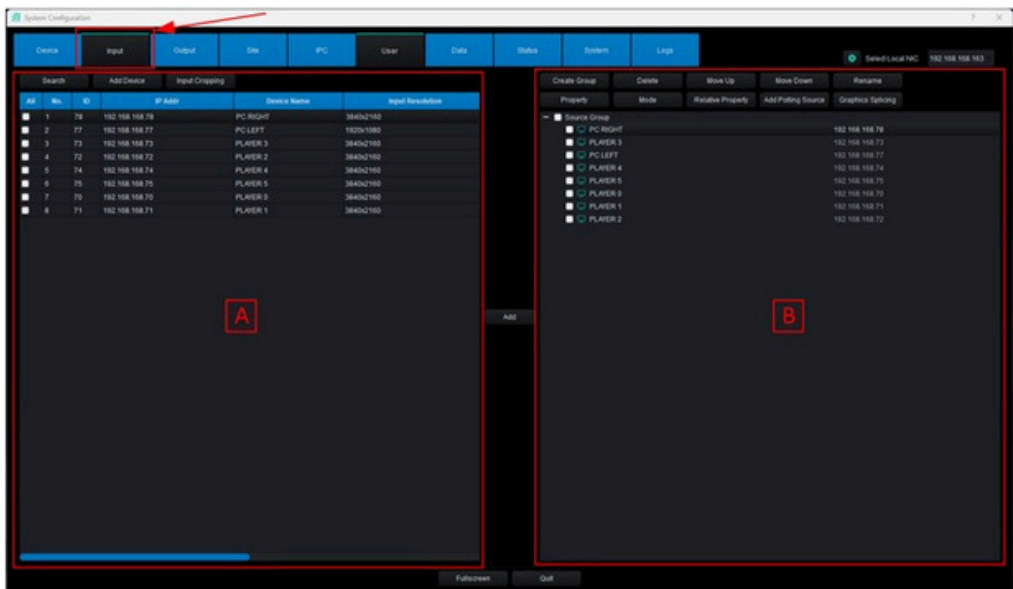 System Configuration ? ×
Device Input Output Site IPC User Data Status System Logs
Select Local NIC 192.168.168.163
Search Add Device Input Cropping
All No. ID IP Addr Device Name Input Resolution
1 78 192.168.168.78 PC RIGHT 3840x2160
2 77 192.168.168.77 PC LEFT 1920x1080
3 73 192.168.168.73 PLAYER 3 3840x2160
4 72 192.168.168.72 PLAYER 2 3840x2160
5 74 192.168.168.74 PLAYER 4 3840x2160
6 75 192.168.168.75 PLAYER 5 3840x2160
7 70 192.168.168.70 PLAYER 0 3840x2160
8 71 192.168.168.71 PLAYER 1 3840x2160
A
Add
Create Group Delete Move Up Move Down Rename
Property Mode Relative Property Add Polling Source Graphics Splicing
Source Group
PC RIGHT 192.168.168.78
PLAYER 3 192.168.168.73
PC LEFT 192.168.168.77
PLAYER 4 192.168.168.74
PLAYER 5 192.168.168.75
PLAYER 0 192.168.168.70
PLAYER 1 192.168.168.71
PLAYER 2 192.168.168.72
B
Fullscreen Quit